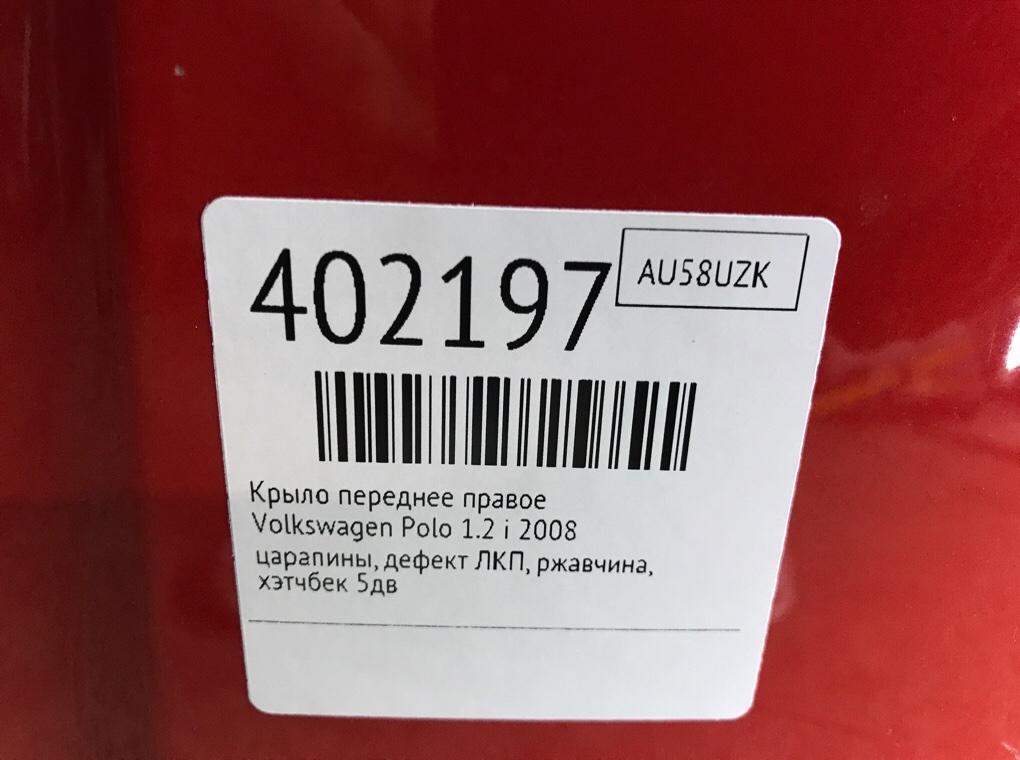 402197
AU58UZK
Крыло переднее правое
Volkswagen Polo 1.2 i 2008
царапины, дефект ЛКП, ржавчина,
хэтчбек 5дв